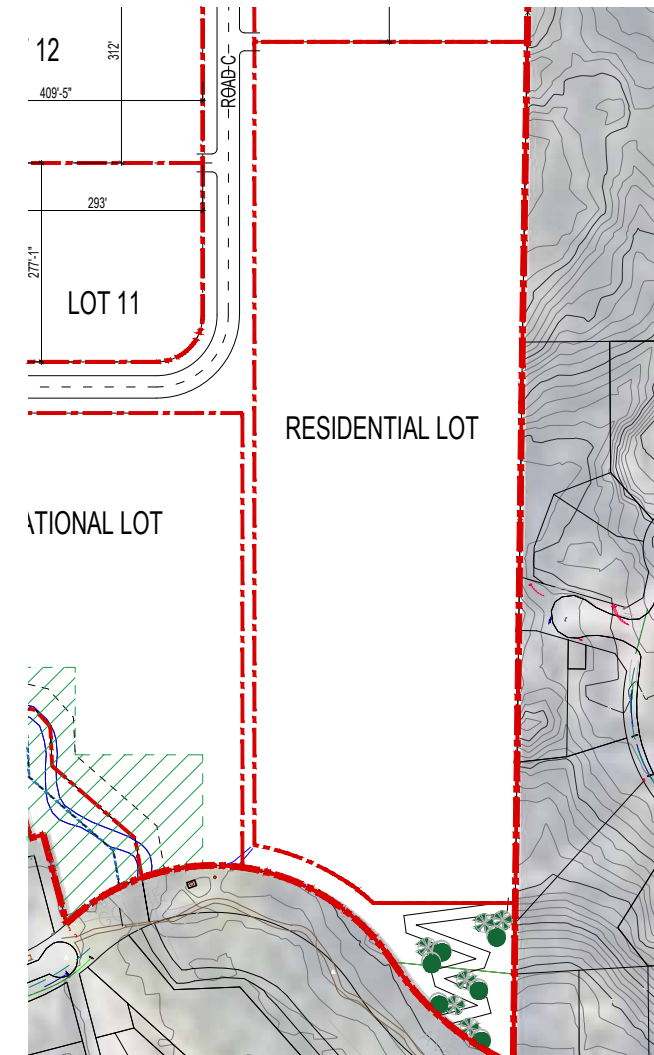 12
312'
ROAD C
409'-5"
293'
277'-1"
LOT 11
RESIDENTIAL LOT
ATIONAL LOT